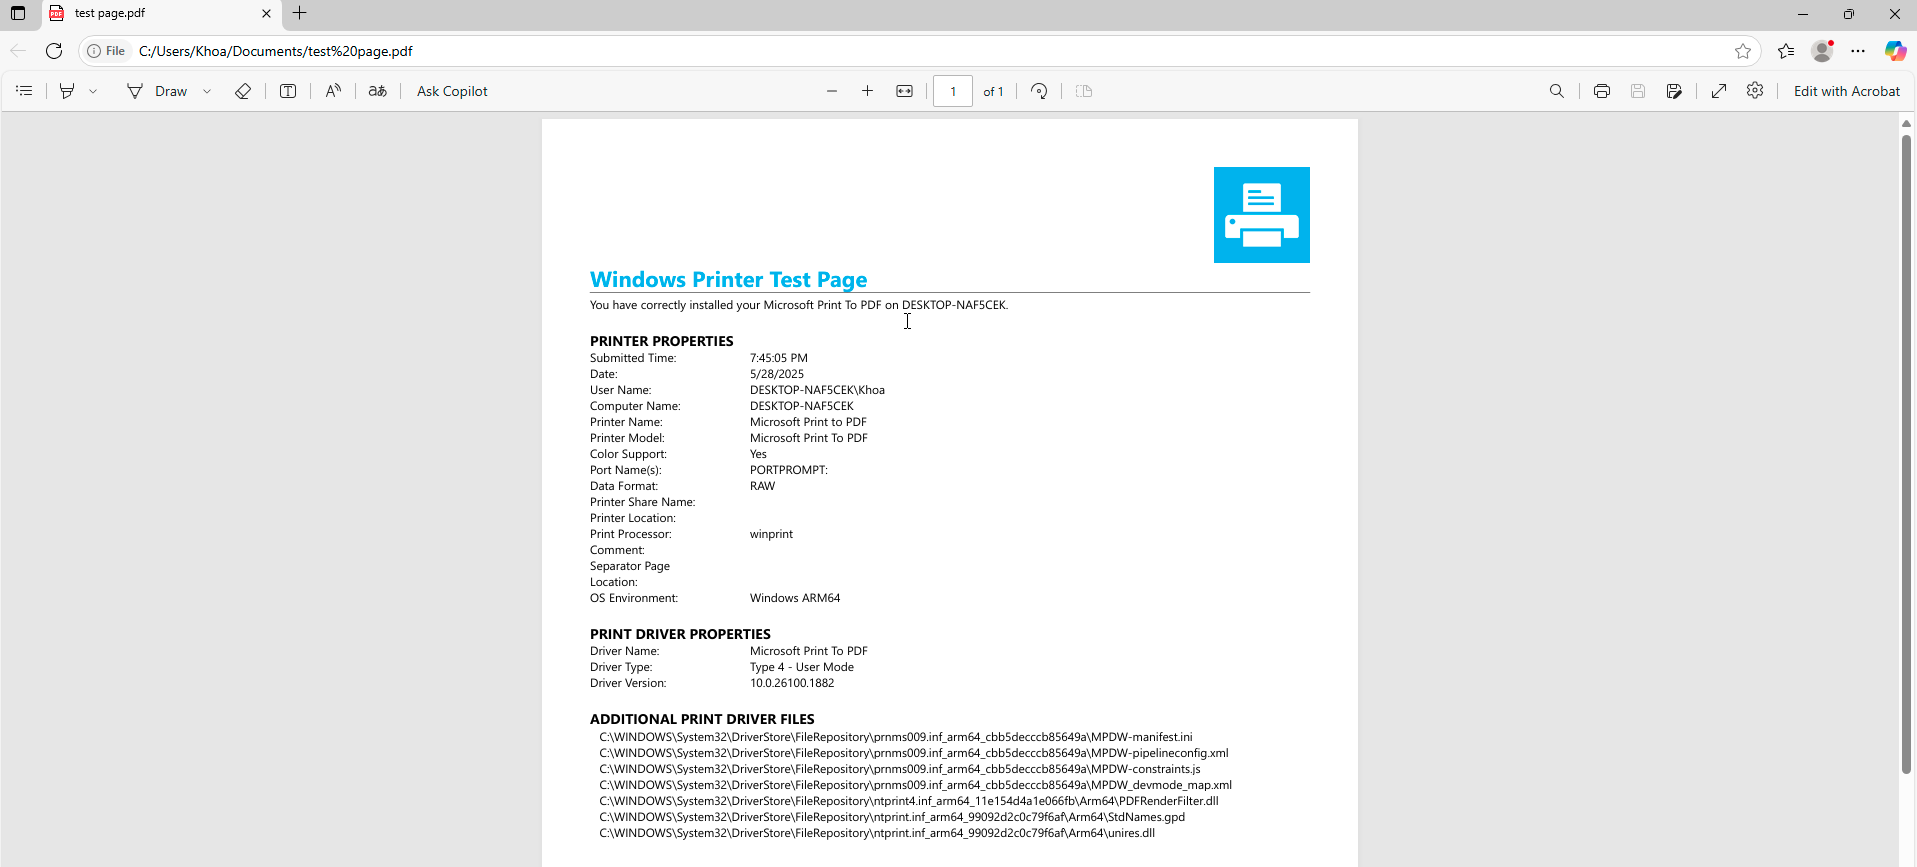 test page.pdf
File C:/Users/Khoa/Documents/test%20page.pdf
Draw aあ Ask Copilot 1 of 1 Edit with Acrobat
Windows Printer Test Page
You have correctly installed your Microsoft Print To PDF on DESKTOP-NAF5CEK.
PRINTER PROPERTIES
Submitted Time: 7:45:05 PM
Date: 5/28/2025
User Name: DESKTOP-NAF5CEK\Khoa
Computer Name: DESKTOP-NAF5CEK
Printer Name: Microsoft Print to PDF
Printer Model: Microsoft Print To PDF
Color Support: Yes
Port Name(s): PORTPROMPT:
Data Format: RAW
Printer Share Name:
Printer Location:
Print Processor: winprint
Comment:
Separator Page
Location:
OS Environment: Windows ARM64
PRINT DRIVER PROPERTIES
Driver Name: Microsoft Print To PDF
Driver Type: Type 4 - User Mode
Driver Version: 10.0.26100.1882
ADDITIONAL PRINT DRIVER FILES
C:\WINDOWS\System32\DriverStore\FileRepository\prnms009.inf_arm64_cbb5decccb85649a\MPDW-manifest.ini
C:\WINDOWS\System32\DriverStore\FileRepository\prnms009.inf_arm64_cbb5decccb85649a\MPDW-pipelineconfig.xml
C:\WINDOWS\System32\DriverStore\FileRepository\prnms009.inf_arm64_cbb5decccb85649a\MPDW-constraints.js
C:\WINDOWS\System32\DriverStore\FileRepository\prnms009.inf_arm64_cbb5decccb85649a\MPDW_devmode_map.xml
C:\WINDOWS\System32\DriverStore\FileRepository\ntprint4.inf_arm64_11e154d4a1e066fb\Arm64\PDFRenderFilter.dll
C:\WINDOWS\System32\DriverStore\FileRepository\ntprint.inf_arm64_99092d2c0c79f6af\Arm64\StdNames.gpd
C:\WINDOWS\System32\DriverStore\FileRepository\ntprint.inf_arm64_99092d2c0c79f6af\Arm64\unires.dll